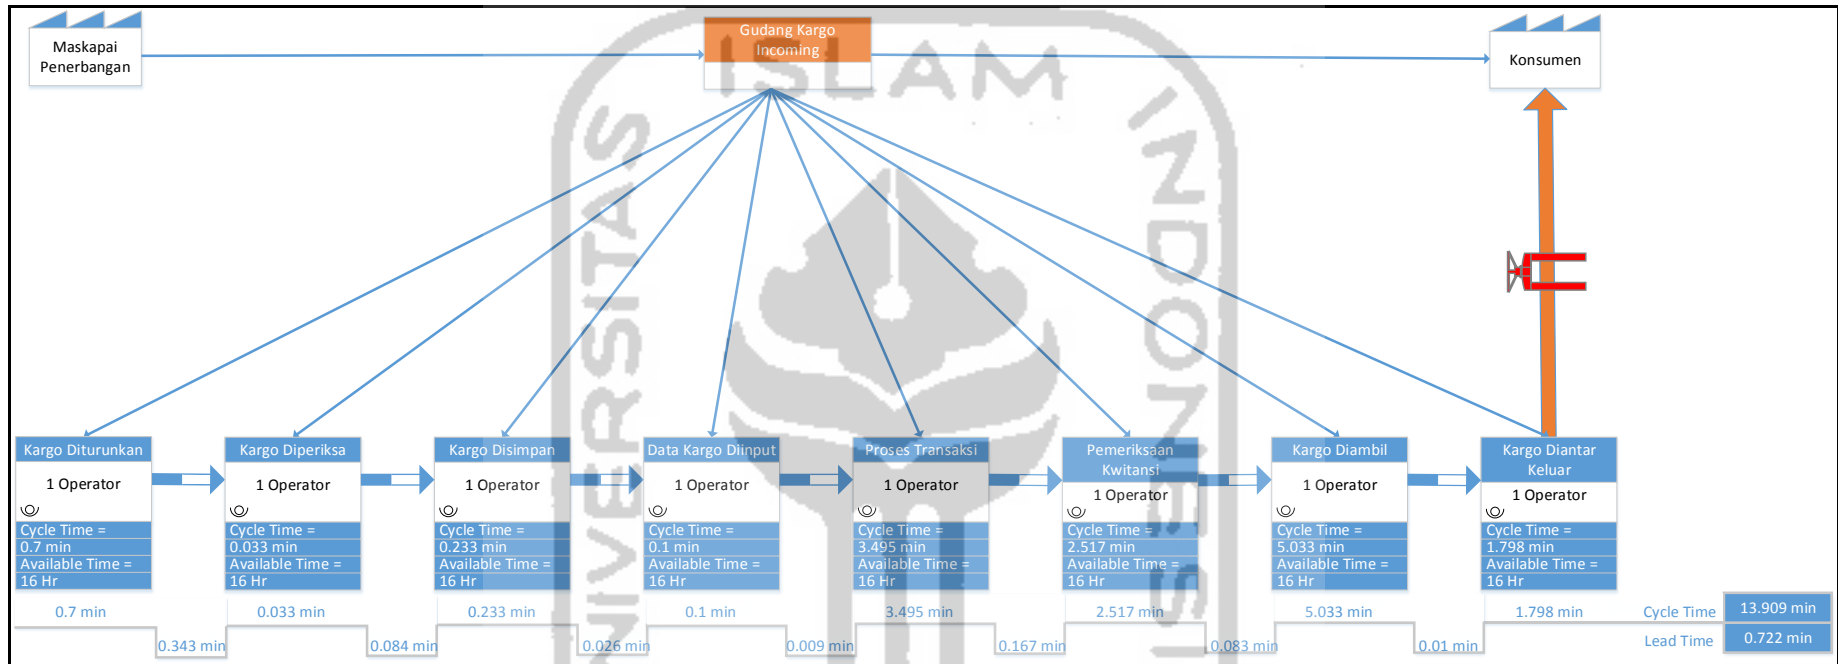 Maskapai
Penerbangan
Gudang Kargo
Incoming
Konsumen
ISLAM
UNIVERSITAS
INDONESIA
Kargo Diturunkan
1 Operator
Cycle Time =
0.7 min
Available Time =
16 Hr
Kargo Diperiksa
1 Operator
Cycle Time =
0.033 min
Available Time =
16 Hr
Kargo Disimpan
1 Operator
Cycle Time =
0.233 min
Available Time =
16 Hr
Data Kargo Diinput
1 Operator
Cycle Time =
0.1 min
Available Time =
16 Hr
Proses Transaksi
1 Operator
Cycle Time =
3.495 min
Available Time =
16 Hr
Pemeriksaan
Kwitansi
1 Operator
Cycle Time =
2.517 min
Available Time =
16 Hr
Kargo Diambil
1 Operator
Cycle Time =
5.033 min
Available Time =
16 Hr
Kargo Diantar
Keluar
1 Operator
Cycle Time =
1.798 min
Available Time =
16 Hr
0.7 min
0.033 min
0.233 min
0.1 min
3.495 min
2.517 min
5.033 min
1.798 min
Cycle Time
13.909 min
0.343 min
0.084 min
0.026 min
0.009 min
0.167 min
0.083 min
0.01 min
Lead Time
0.722 min